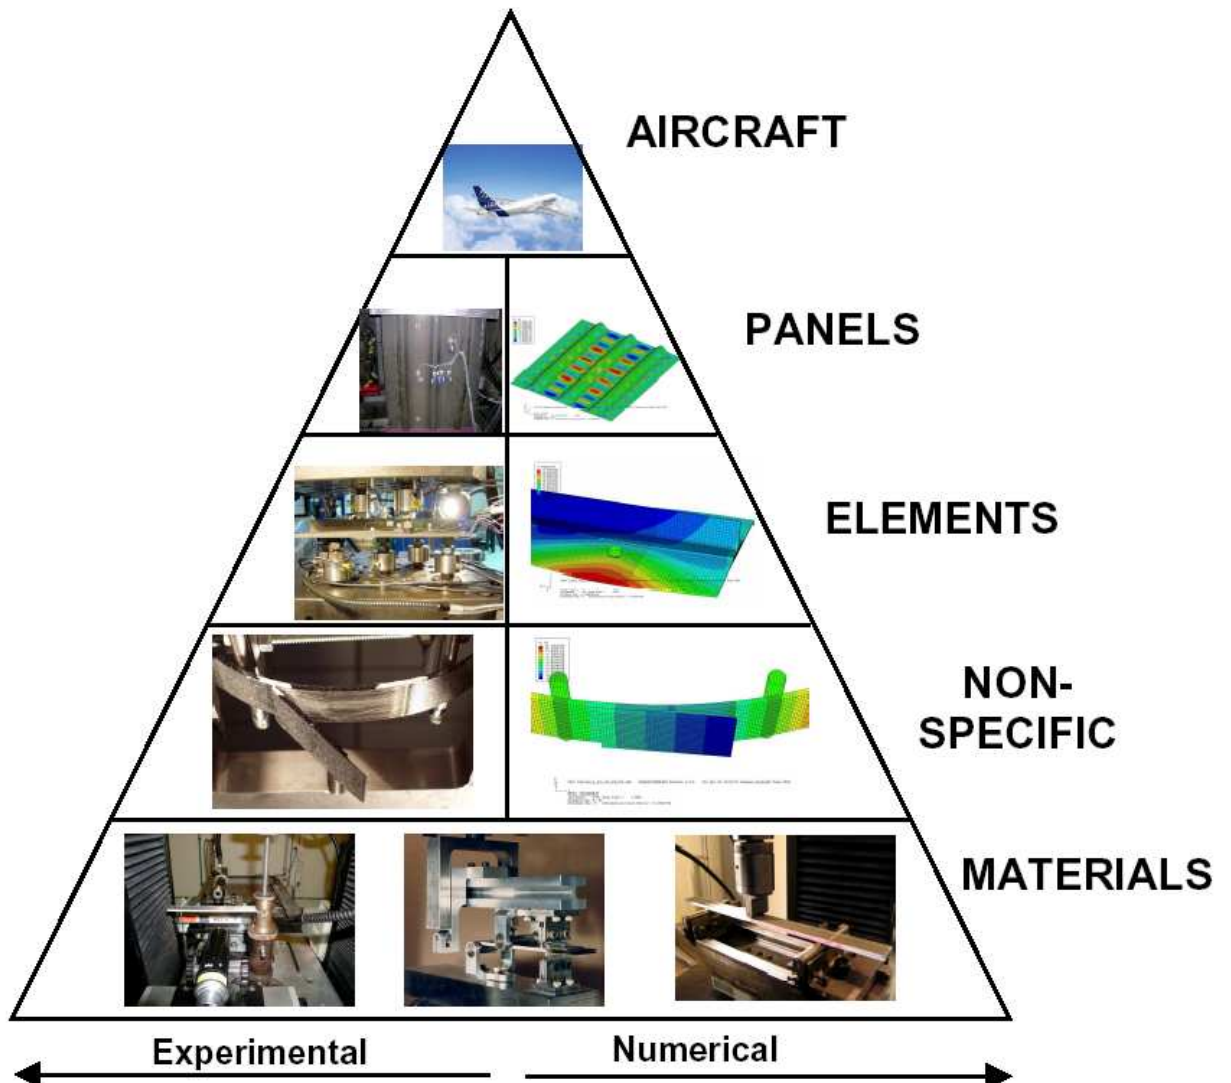 AIRCRAFT
PANELS
ELEMENTS
NON-
SPECIFIC
MATERIALS
Experimental
Numerical